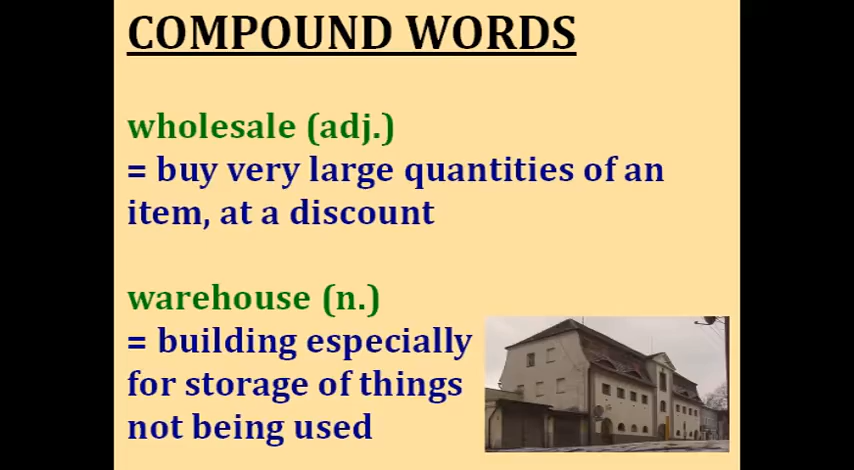 COMPOUND WORDS
wholesale (adj.)
= buy very large quantities of an
item, at a discount
warehouse (n.)
= building especially
for storage of things
not being used